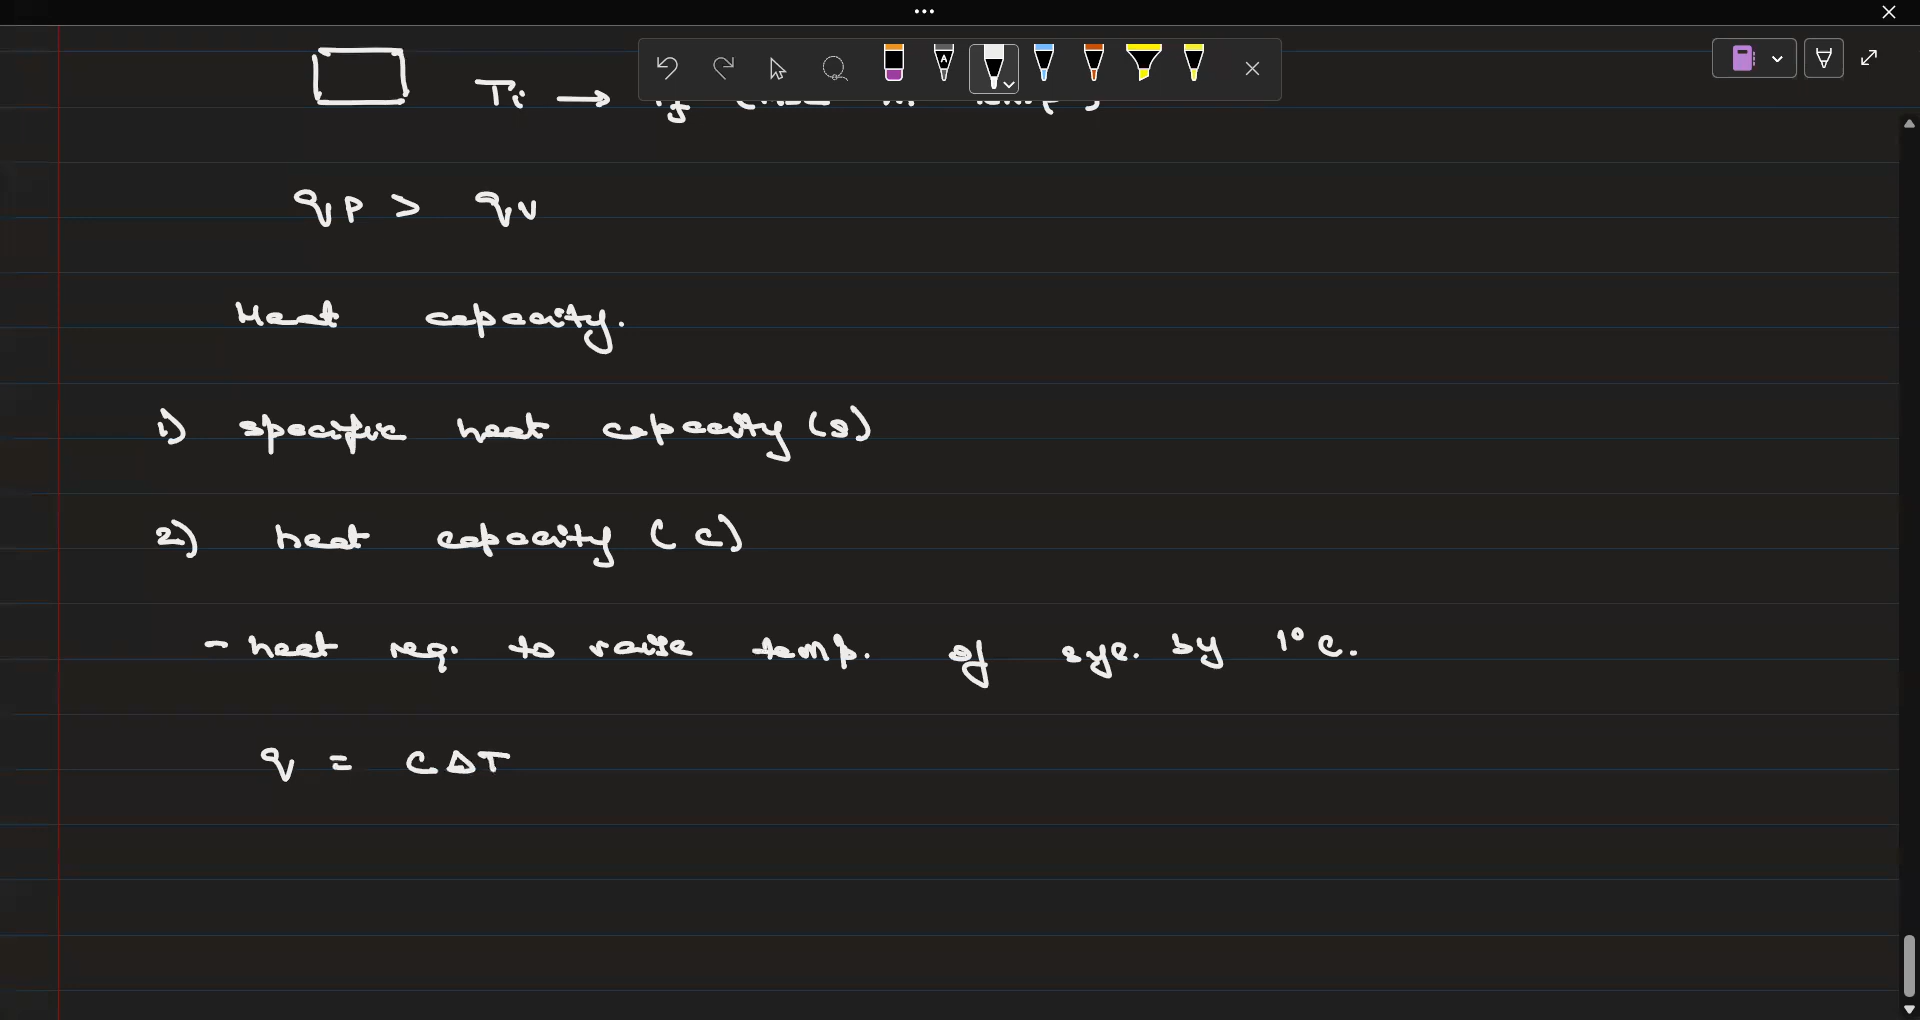 Ti →
qp > qv
Heat capacity.
1) specific heat capacity (s)
2) heat capacity (C)
- heat req. to raise temp. of sys. by 1°C.
q = CΔT